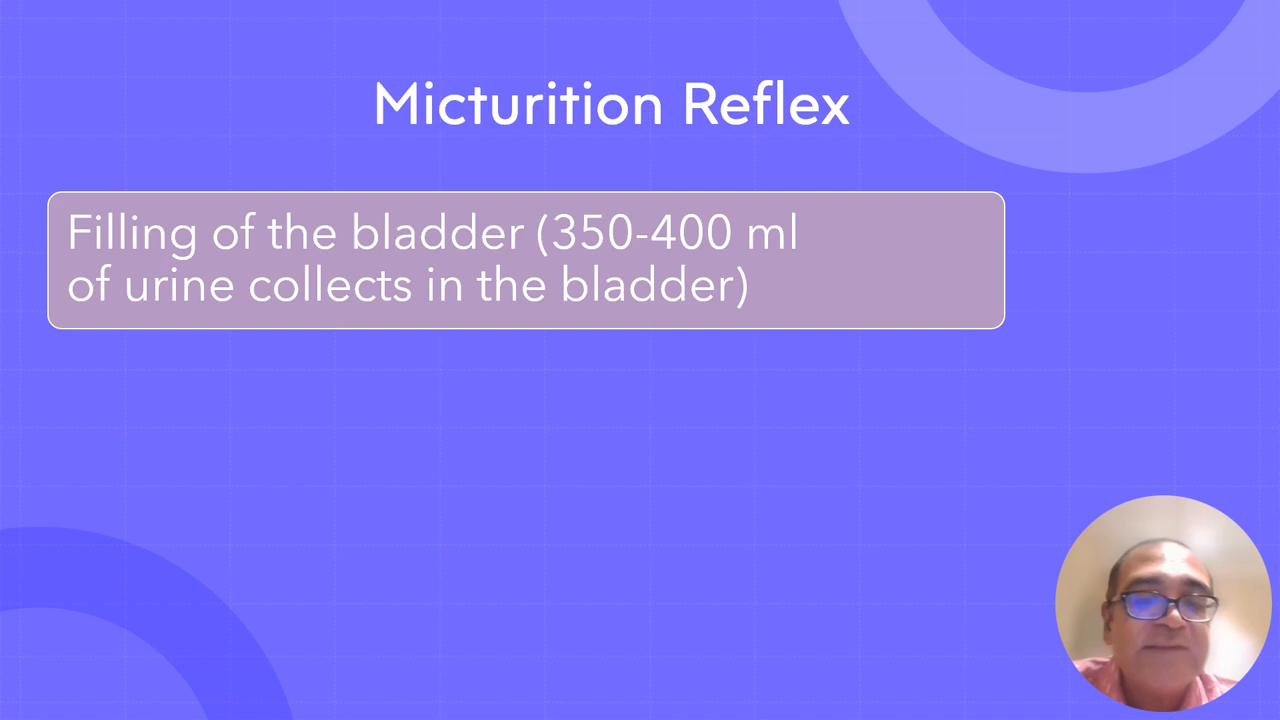 Micturition Reflex
Filling of the bladder (350-400 ml
of urine collects in the bladder)